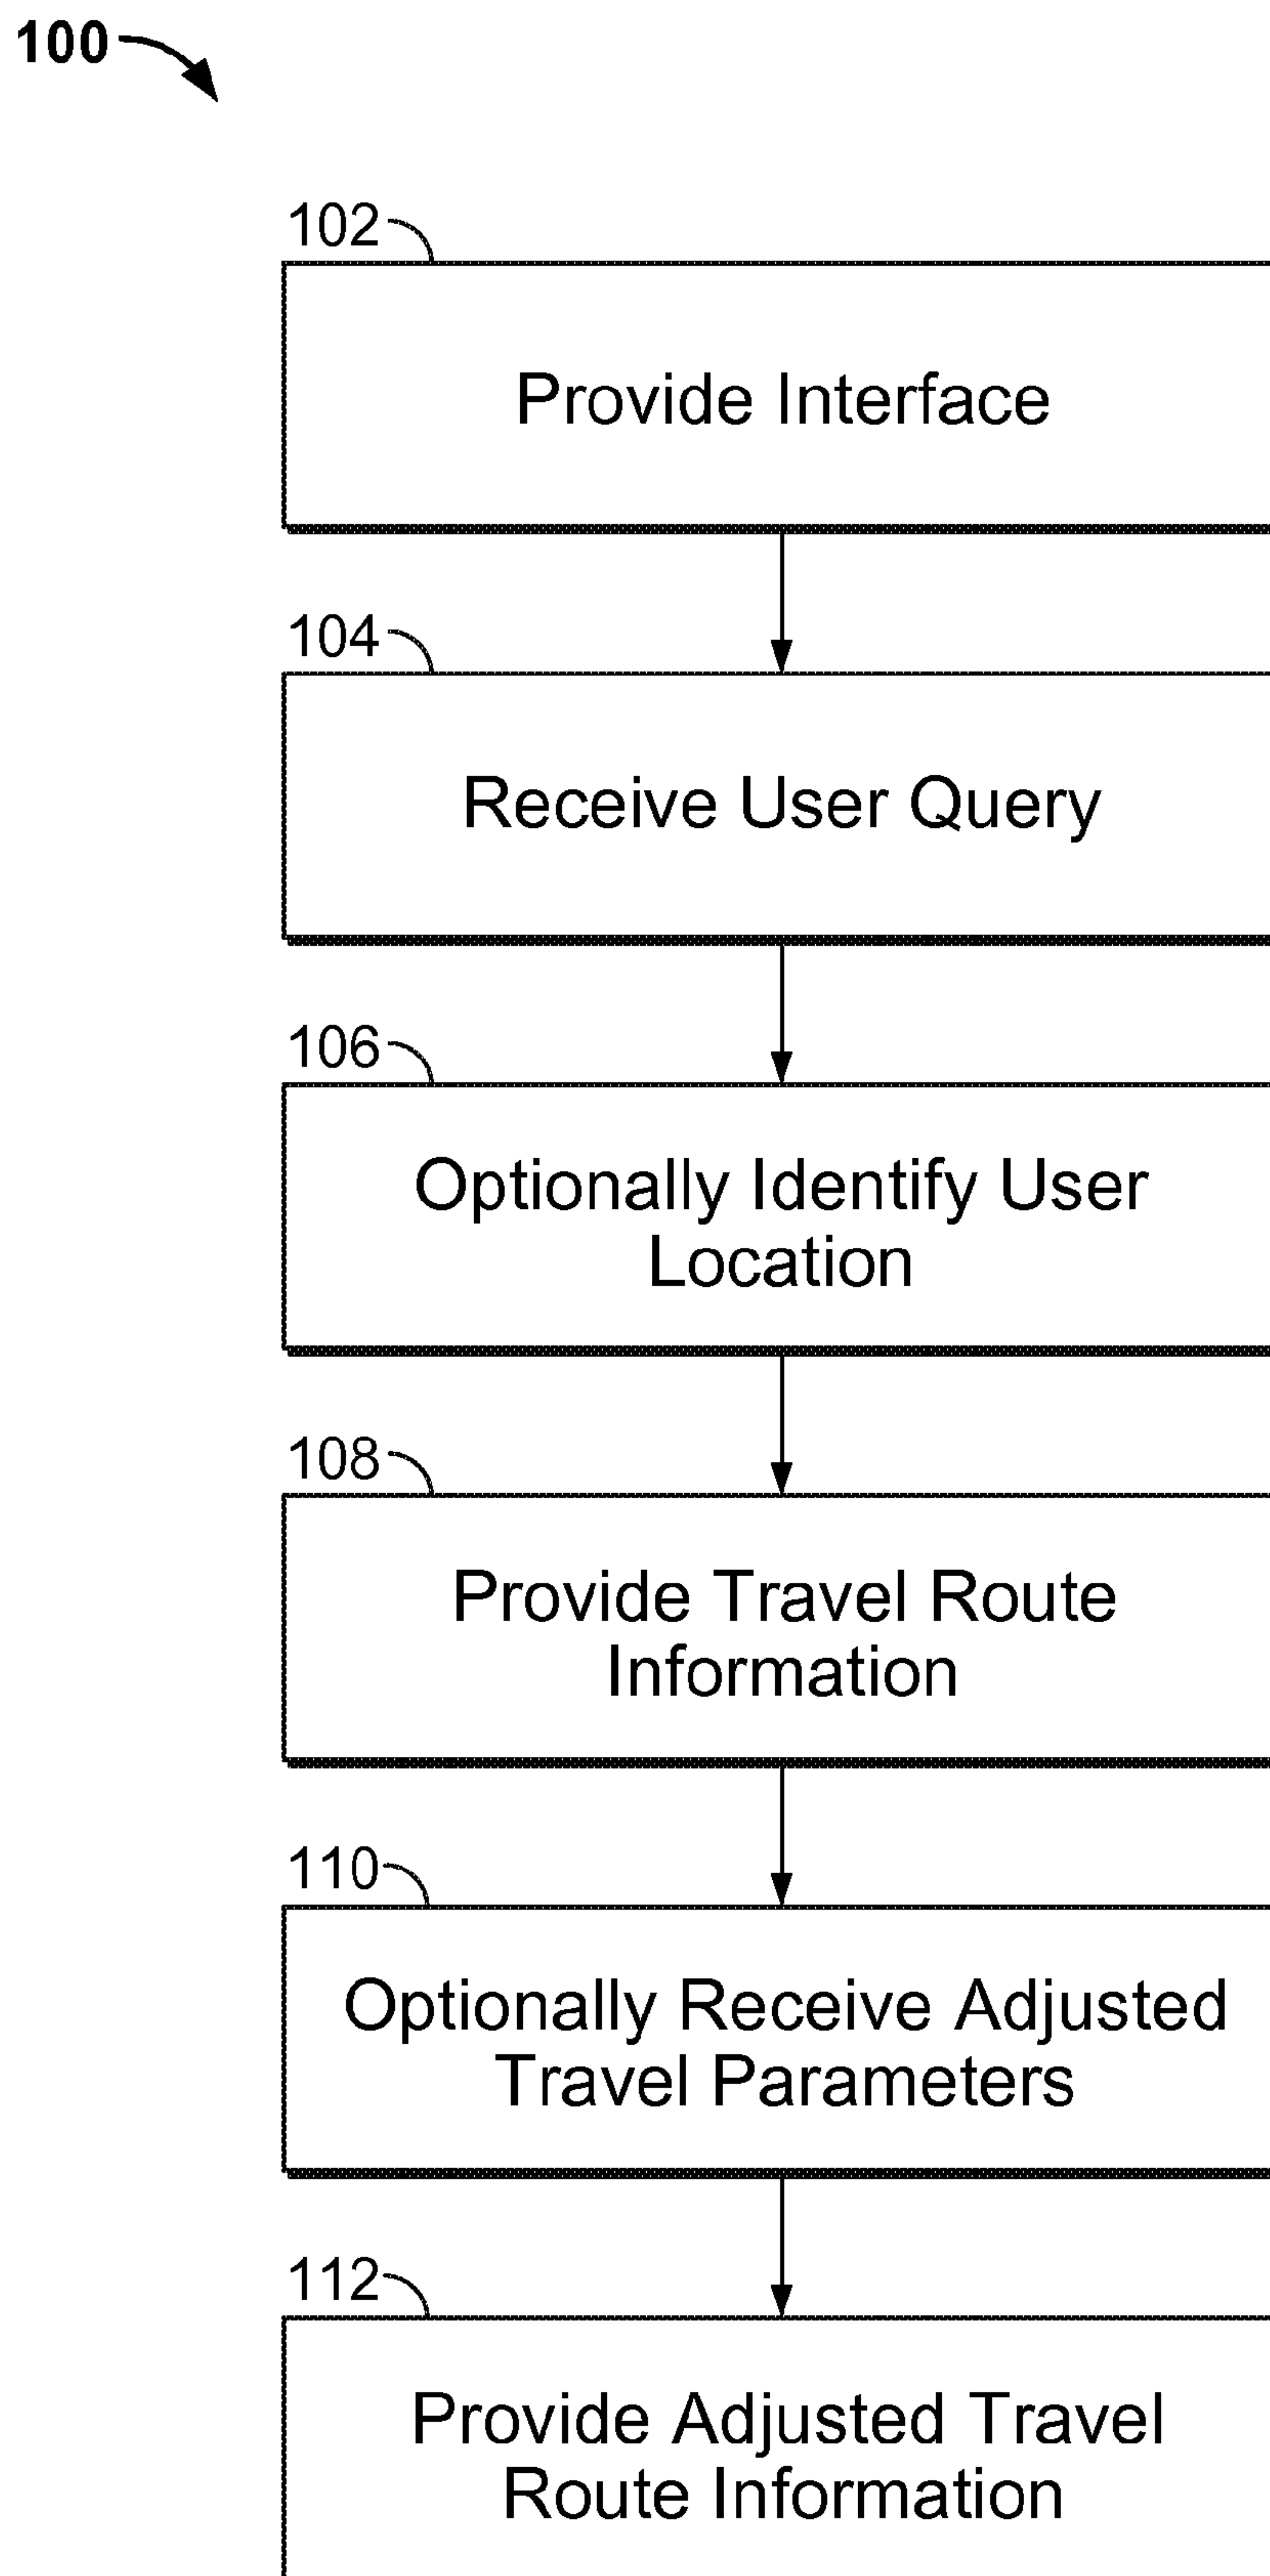 100
102
Provide Interface
104
Receive User Query
106
Optionally Identify User
Location
108
Provide Travel Route
Information
110
Optionally Receive Adjusted
Travel Parameters
112
Provide Adjusted Travel
Route Information